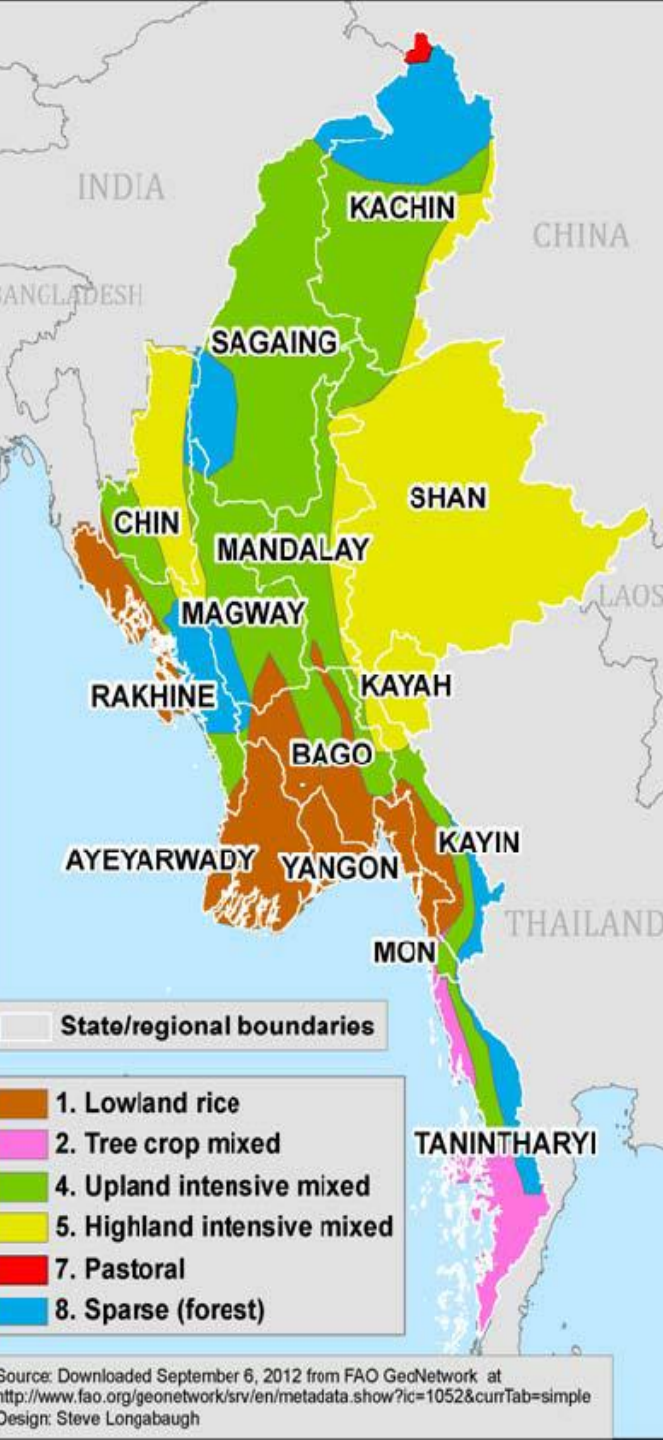 INDIA
KACHIN
CHINA
BANGLADESH
SAGAING
SHAN
CHIN
MANDALAY
LAOS
MAGWAY
KAYAH
RAKHINE
BAGO
KAYIN
AYEYARWADY
YANGON
THAILAND
MON
State/regional boundaries
1. Lowland rice
2. Tree crop mixed
TANINTHARYI
4. Upland intensive mixed
5. Highland intensive mixed
7. Pastoral
8. Sparse (forest)
Source: Downloaded September 6, 2012 from FAO GeoNetwork at
http://www.fao.org/geonetwork/srv/en/metadata.show?ic=1052&currTab=simple
Design: Steve Longabaugh